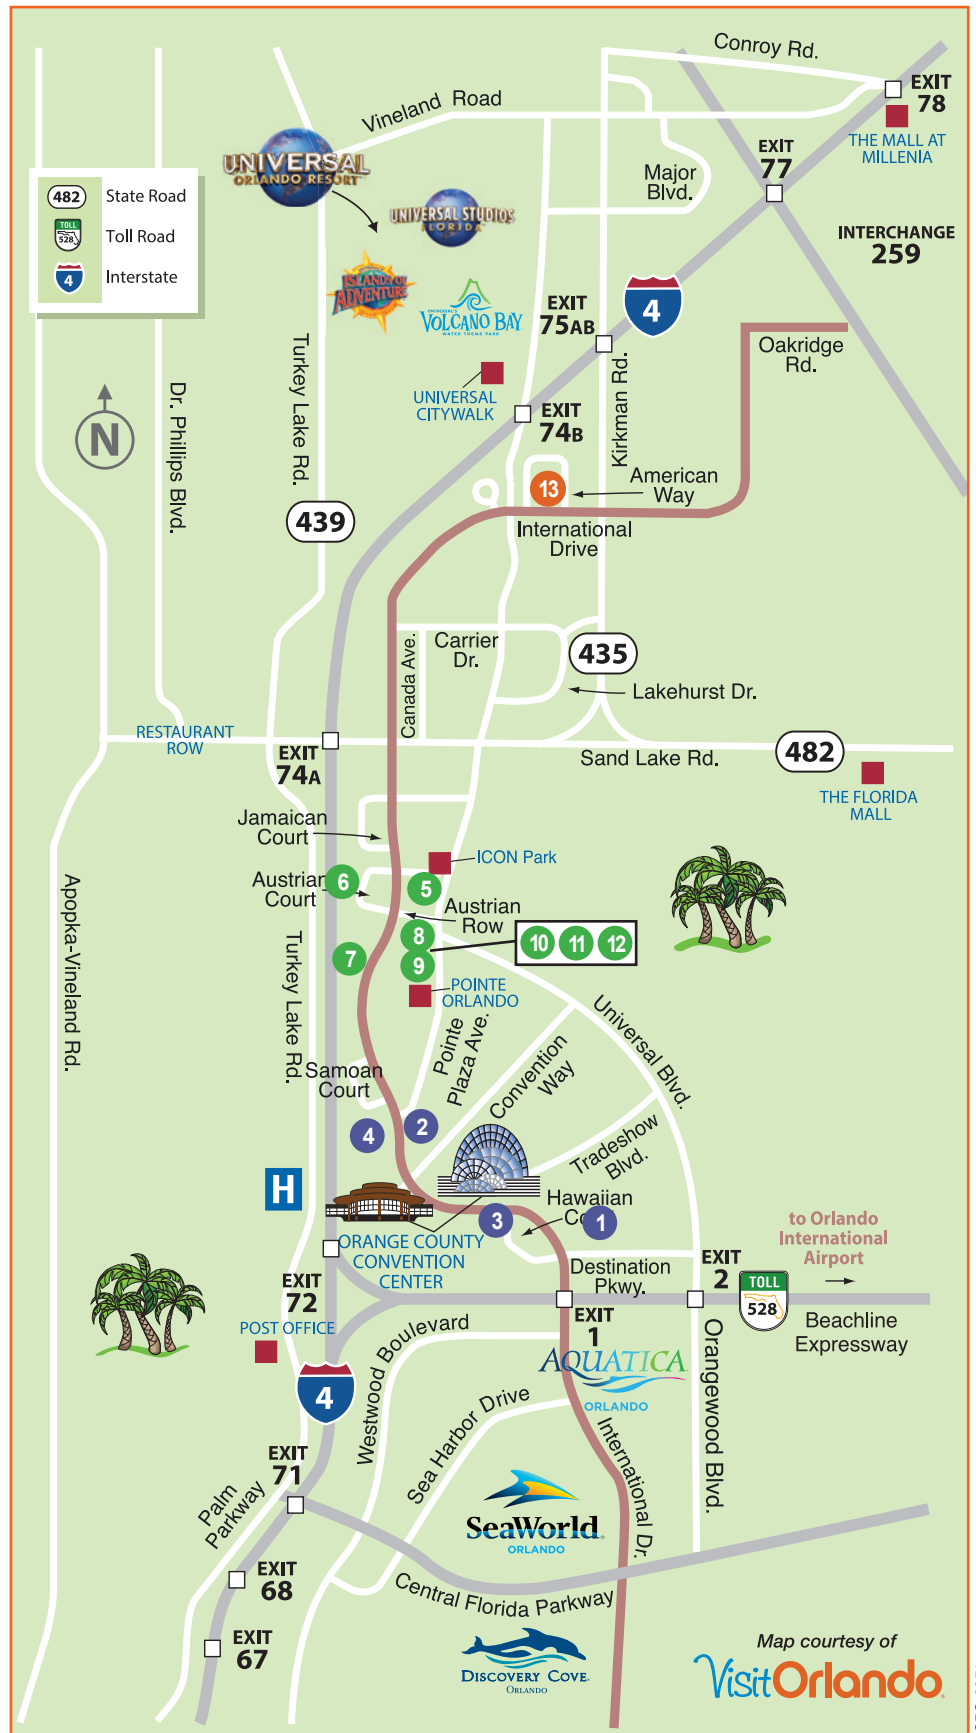 Conroy Rd.
EXIT
78
THE MALL AT
MILLENIA
Vineland Road
UNIVERSAL
ORLANDO RESORT
EXIT
77
Major
Blvd.
482
State Road
TOLL
528
Toll Road
4
Interstate
UNIVERSAL STUDIOS
FLORIDA
INTERCHANGE
259
ISLANDS OF
ADVENTURE
UNIVERSAL'S
VOLCANO BAY
WATER THEME PARK
EXIT
75AB
4
Oakridge
Rd.
Turkey Lake Rd.
Dr. Phillips Blvd.
N
UNIVERSAL
CITYWALK
EXIT
74B
Kirkman Rd.
13
American
Way
439
International
Drive
Canada Ave.
Carrier
Dr.
435
Lakehurst Dr.
RESTAURANT
ROW
EXIT
74A
Sand Lake Rd.
482
THE FLORIDA
MALL
Jamaican
Court
ICON Park
Austrian
Court
6
5
Austrian
Row
8
10
11
12
7
9
POINTE
ORLANDO
Apopka-Vineland Rd.
Turkey Lake Rd.
Pointe
Plaza Ave.
Universal Blvd.
Convention
Way
Samoan
Court
4
2
Tradeshow
Blvd.
H
Hawaiian
3
1
ORANGE COUNTY
CONVENTION
CENTER
to Orlando
International
Airport
Destination
Pkwy.
EXIT
2
TOLL
528
Beachline
Expressway
EXIT
72
POST OFFICE
EXIT
1
AQUATICA
ORLANDO
4
Westwood Boulevard
Sea Harbor Drive
International Dr.
Orangewood Blvd.
EXIT
71
Palm
Parkway
SeaWorld
ORLANDO
EXIT
68
Central Florida Parkway
EXIT
67
DISCOVERY COVE
ORLANDO
Map courtesy of
VisitOrlando